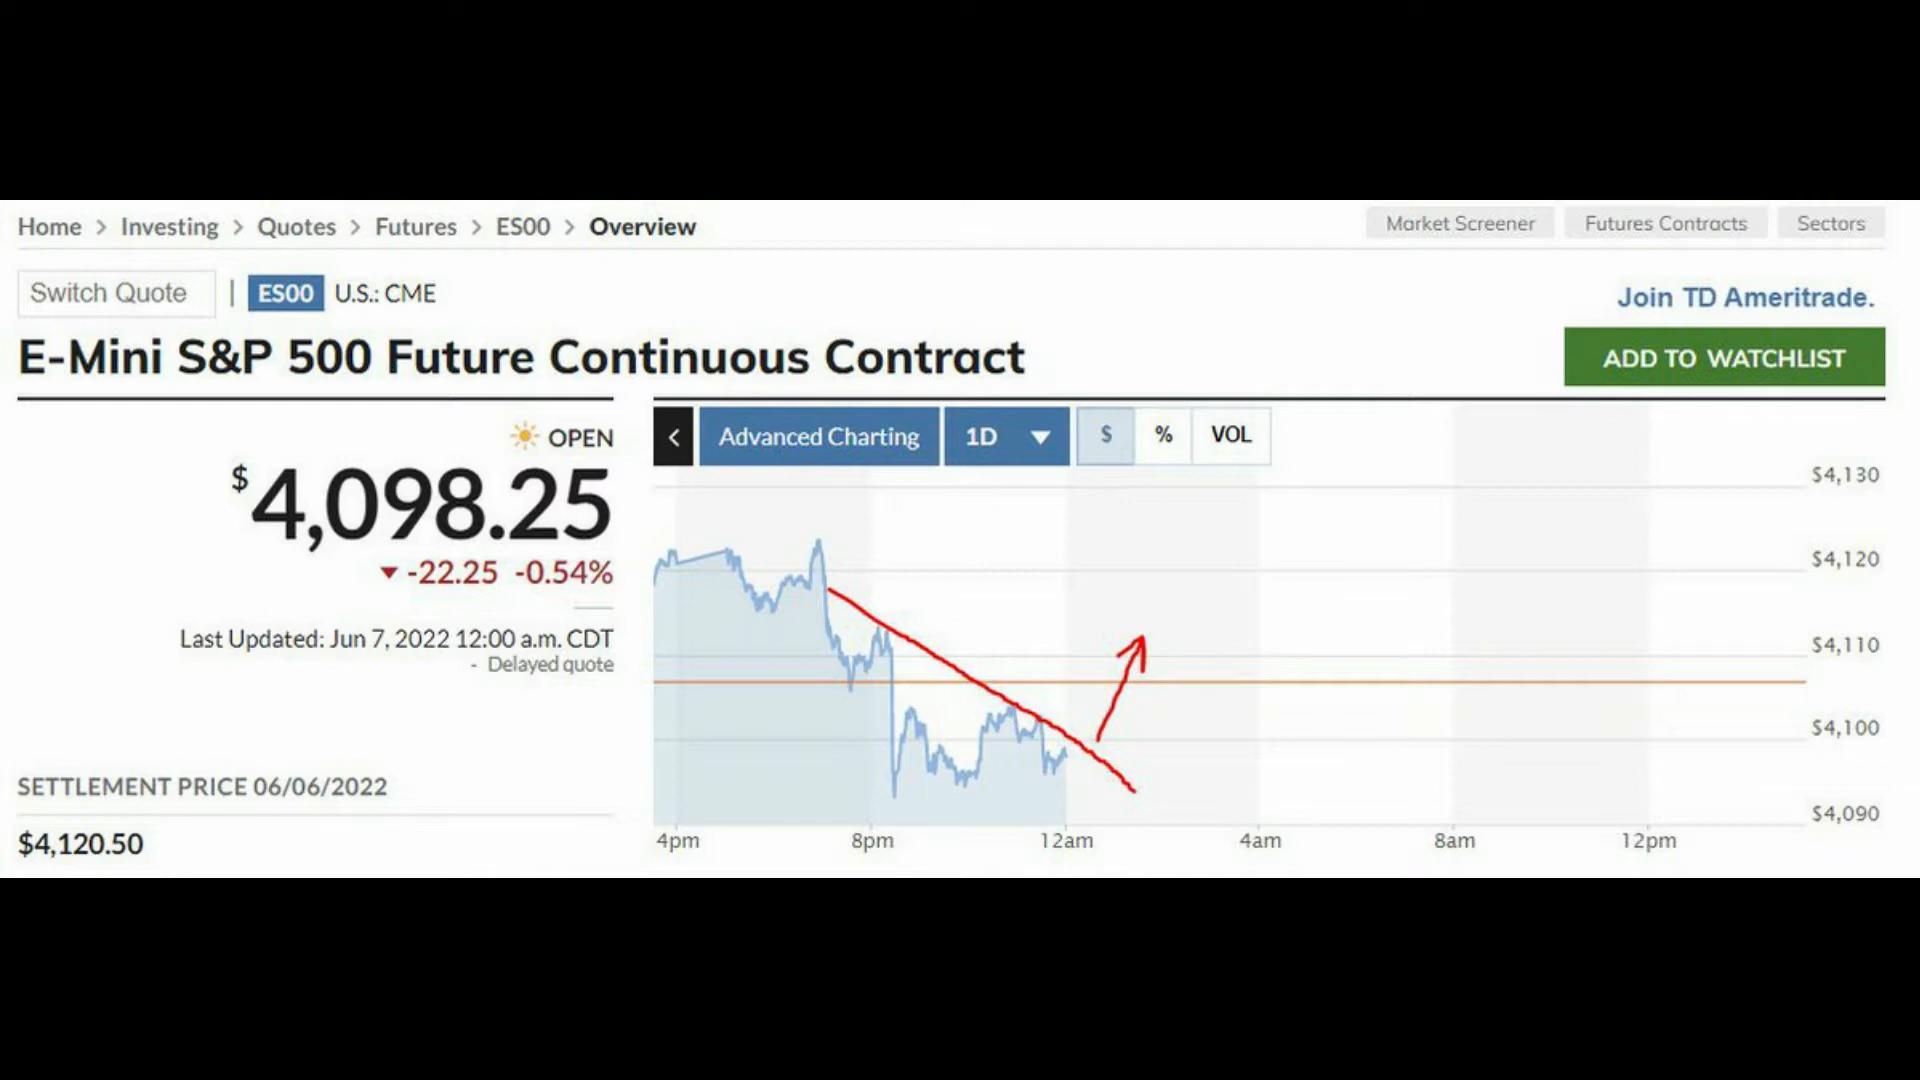 Home > Investing > Quotes > Futures > ES00 > Overview
Market Screener Futures Contracts Sectors
Switch Quote | ES00 U.S.: CME
Join TD Ameritrade.
E-Mini S&P 500 Future Continuous Contract
ADD TO WATCHLIST
OPEN
$4,098.25
-22.25 -0.54%
Last Updated: Jun 7, 2022 12:00 a.m. CDT
- Delayed quote
SETTLEMENT PRICE 06/06/2022
$4,120.50
< Advanced Charting 1D $ % VOL
$4,130
$4,120
$4,110
$4,100
$4,090
4pm 8pm 12am 4am 8am 12pm